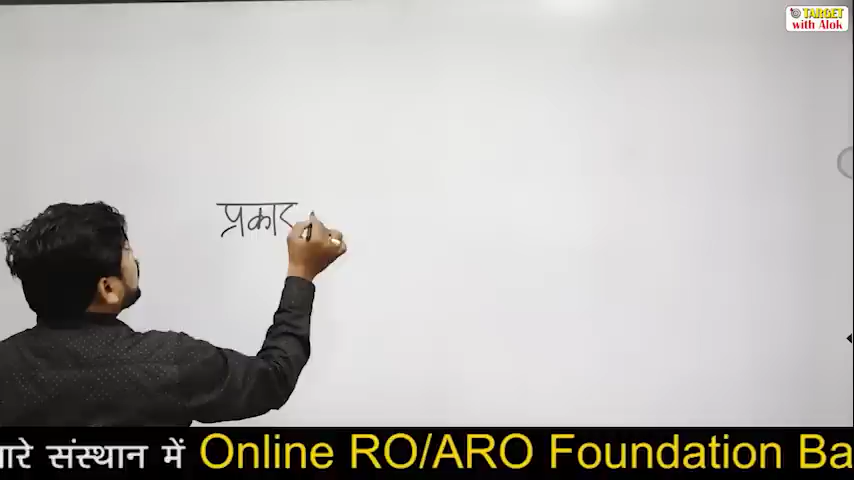 TARGET
with Alok
प्रकार
ारे संस्थान में Online RO/ARO Foundation Ba